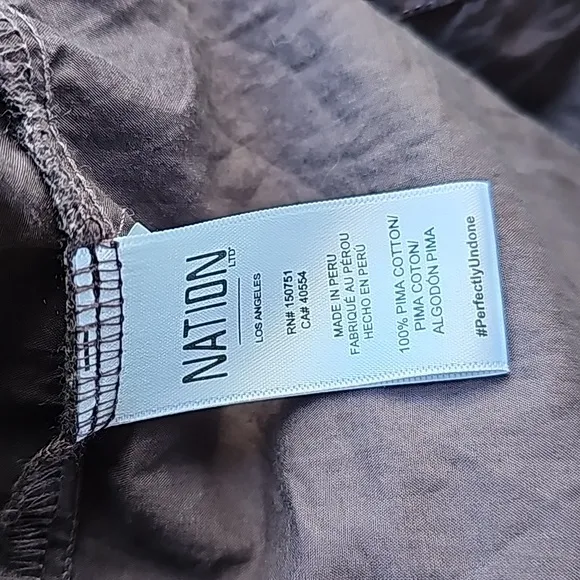 NATION
LTD®
LOS ANGELES
RN# 150751
CA# 40554
MADE IN PERU
FABRIQUÉ AU PÉROU
HECHO EN PERÚ
100% PIMA COTTON/
PIMA COTON/
ALGODÓN PIMA
#PerfectlyUndone